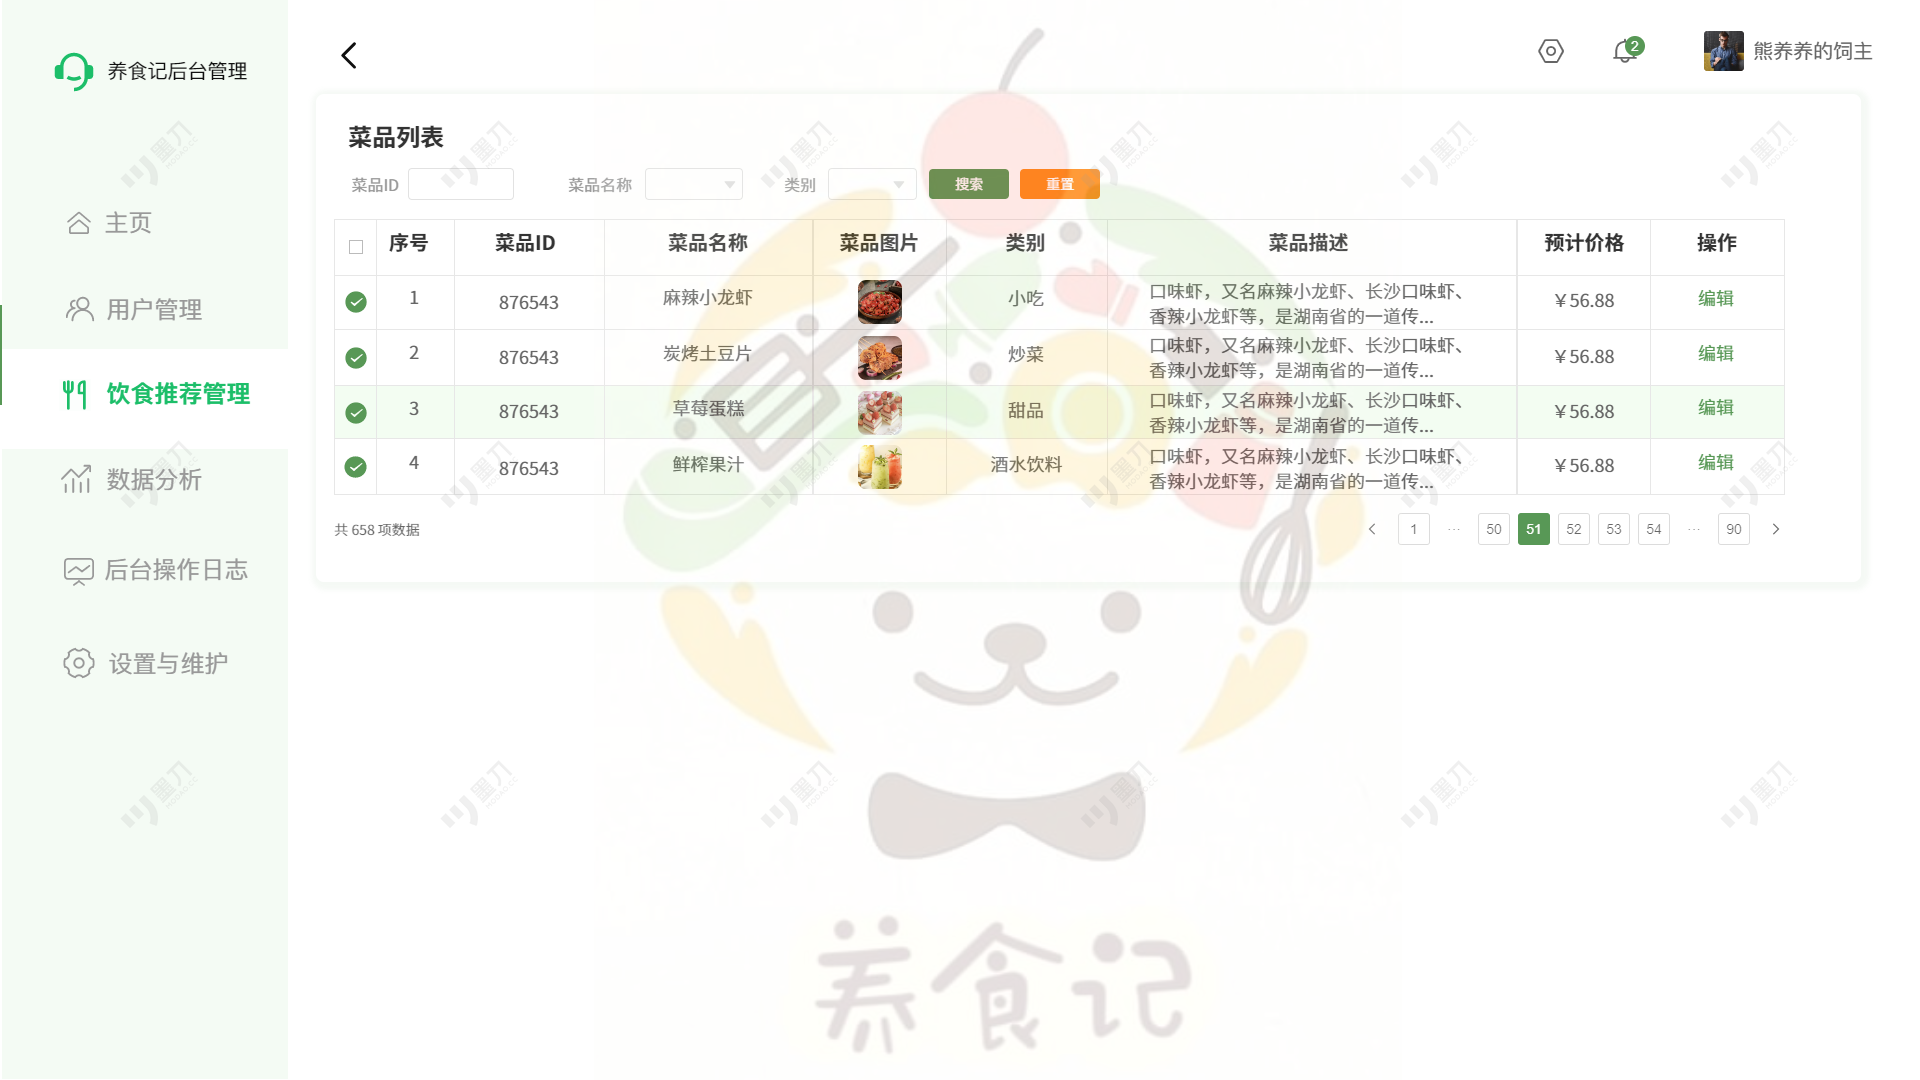 养食记后台管理
2
熊养养的饲主
主页
用户管理
饮食推荐管理
数据分析
后台操作日志
设置与维护
菜品列表
菜品ID
菜品名称
类别
搜索
重置
序号 菜品ID 菜品名称 菜品图片 类别 菜品描述 预计价格 操作
1 876543 麻辣小龙虾 小吃 口味虾，又名麻辣小龙虾、长沙口味虾、
香辣小龙虾等，是湖南省的一道传... ￥56.88 编辑
2 876543 炭烤土豆片 炒菜 口味虾，又名麻辣小龙虾、长沙口味虾、
香辣小龙虾等，是湖南省的一道传... ￥56.88 编辑
3 876543 草莓蛋糕 甜品 口味虾，又名麻辣小龙虾、长沙口味虾、
香辣小龙虾等，是湖南省的一道传... ￥56.88 编辑
4 876543 鲜榨果汁 酒水饮料 口味虾，又名麻辣小龙虾、长沙口味虾、
香辣小龙虾等，是湖南省的一道传... ￥56.88 编辑
共 658 项数据
1 ... 50 51 52 53 54 ... 90
养食记
墨刀
MODAO.CC